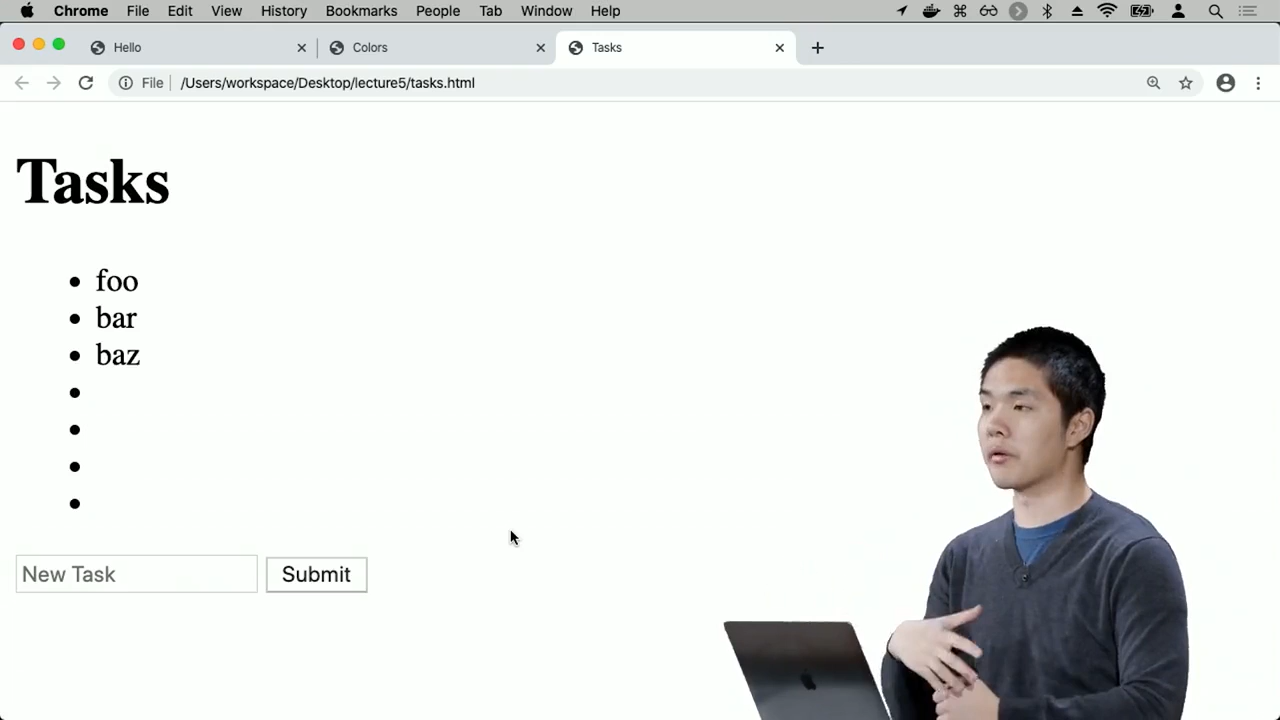 Chrome File Edit View History Bookmarks People Tab Window Help
Hello
Colors
Tasks
File /Users/workspace/Desktop/lecture5/tasks.html
Tasks
foo
bar
baz
New Task
Submit